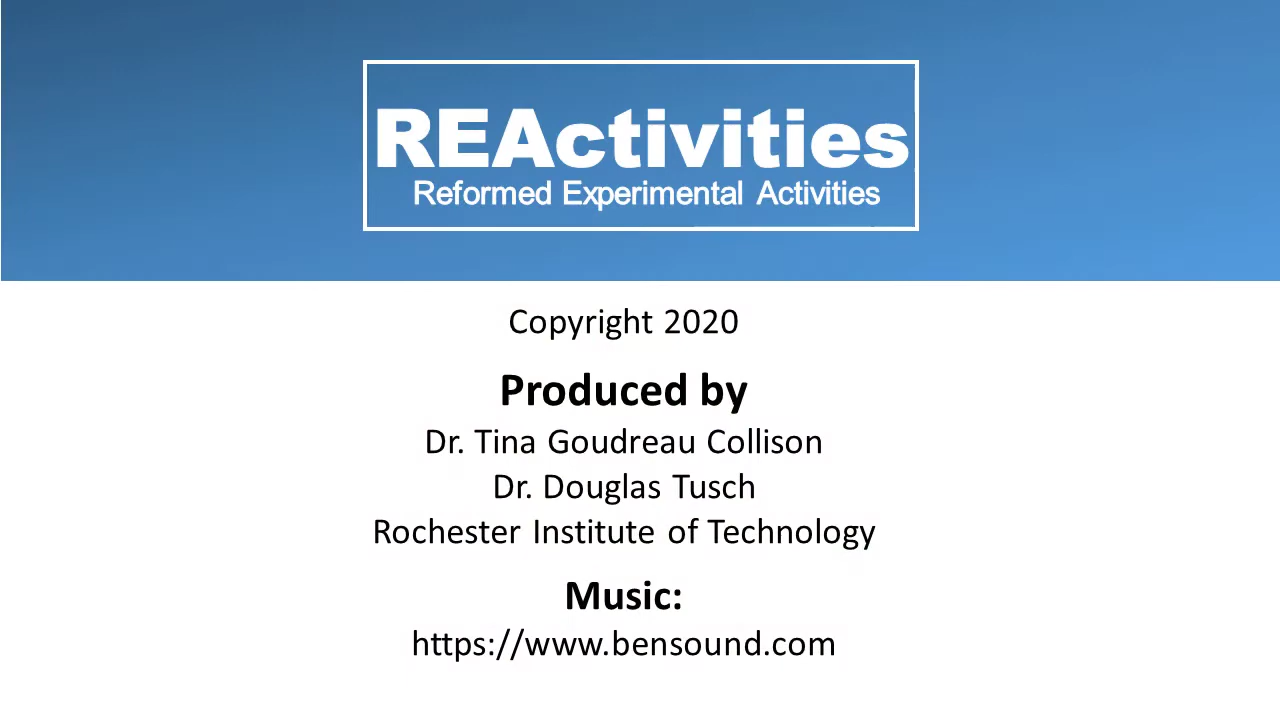 REActivities
Reformed Experimental Activities
Copyright 2020
Produced by
Dr. Tina Goudreau Collison
Dr. Douglas Tusch
Rochester Institute of Technology
Music:
https://www.bensound.com